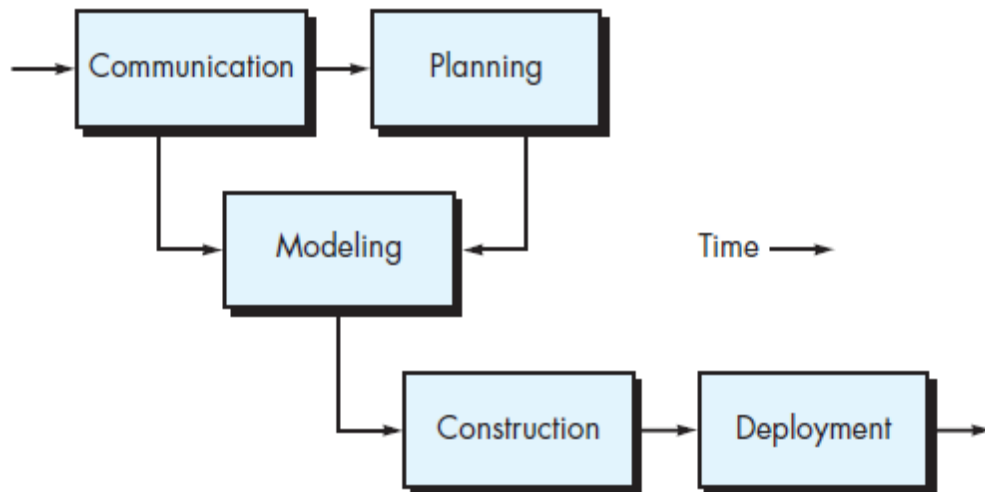 Communication
Planning
Modeling
Time
Construction
Deployment